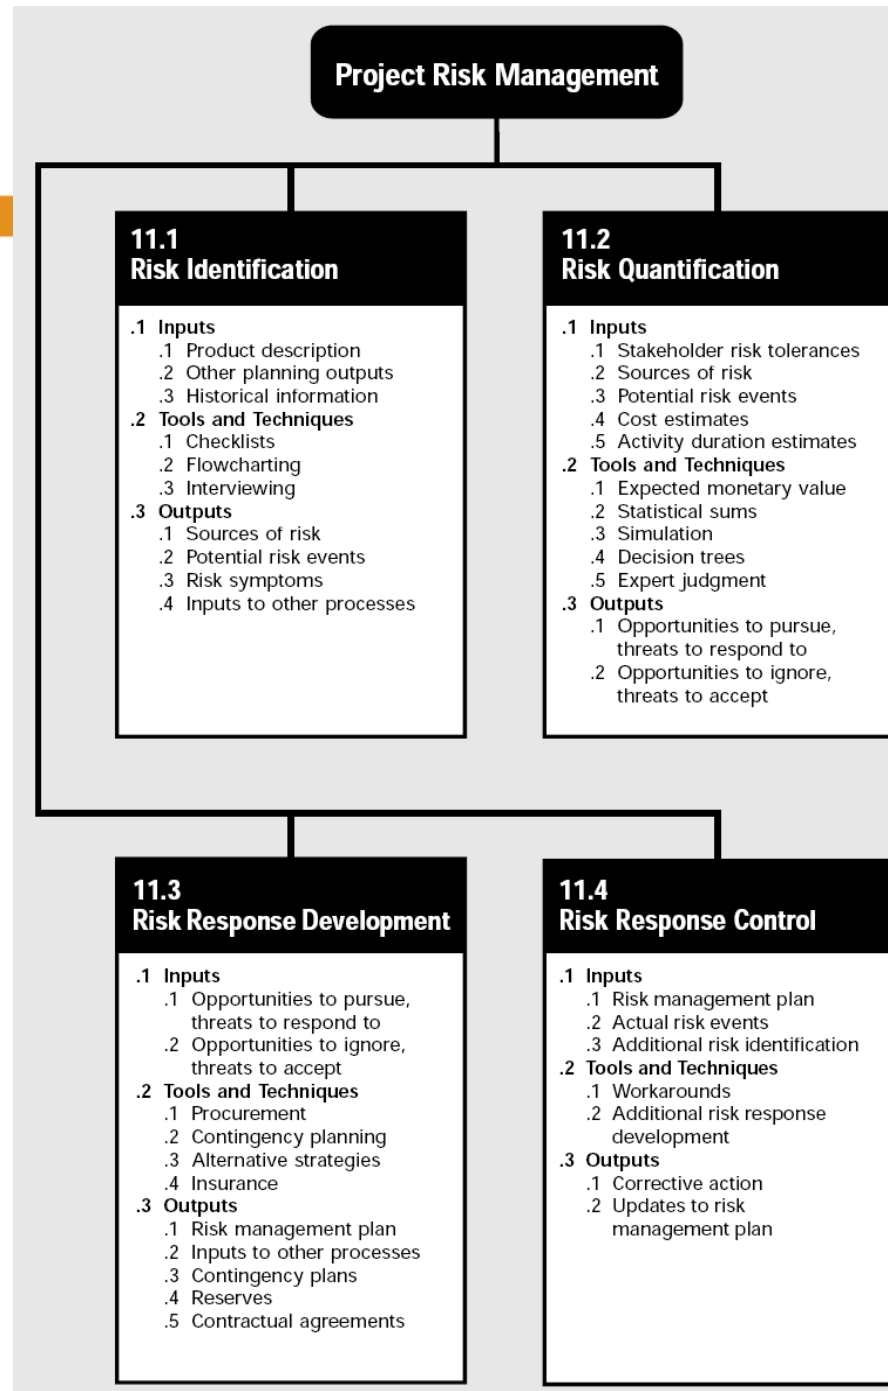 Project Risk Management
11.1
Risk Identification
.1 Inputs
.1 Product description
.2 Other planning outputs
.3 Historical information
.2 Tools and Techniques
.1 Checklists
.2 Flowcharting
.3 Interviewing
.3 Outputs
.1 Sources of risk
.2 Potential risk events
.3 Risk symptoms
.4 Inputs to other processes
11.2
Risk Quantification
.1 Inputs
.1 Stakeholder risk tolerances
.2 Sources of risk
.3 Potential risk events
.4 Cost estimates
.5 Activity duration estimates
.2 Tools and Techniques
.1 Expected monetary value
.2 Statistical sums
.3 Simulation
.4 Decision trees
.5 Expert judgment
.3 Outputs
.1 Opportunities to pursue,
threats to respond to
.2 Opportunities to ignore,
threats to accept
11.3
Risk Response Development
.1 Inputs
.1 Opportunities to pursue,
threats to respond to
.2 Opportunities to ignore,
threats to accept
.2 Tools and Techniques
.1 Procurement
.2 Contingency planning
.3 Alternative strategies
.4 Insurance
.3 Outputs
.1 Risk management plan
.2 Inputs to other processes
.3 Contingency plans
.4 Reserves
.5 Contractual agreements
11.4
Risk Response Control
.1 Inputs
.1 Risk management plan
.2 Actual risk events
.3 Additional risk identification
.2 Tools and Techniques
.1 Workarounds
.2 Additional risk response
development
.3 Outputs
.1 Corrective action
.2 Updates to risk
management plan